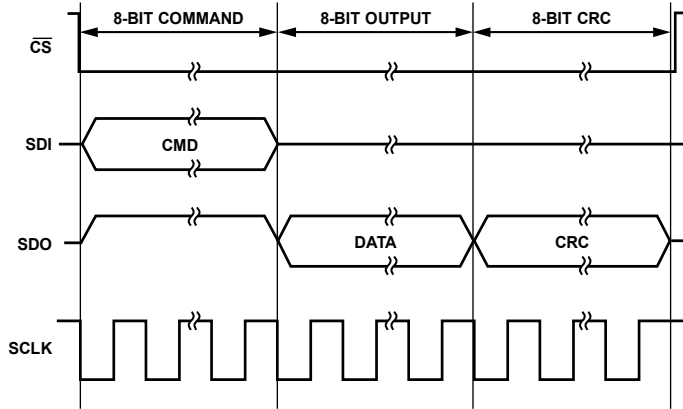 8-BIT COMMAND 8-BIT OUTPUT 8-BIT CRC
CS
SDI CMD
SDO DATA CRC
SCLK